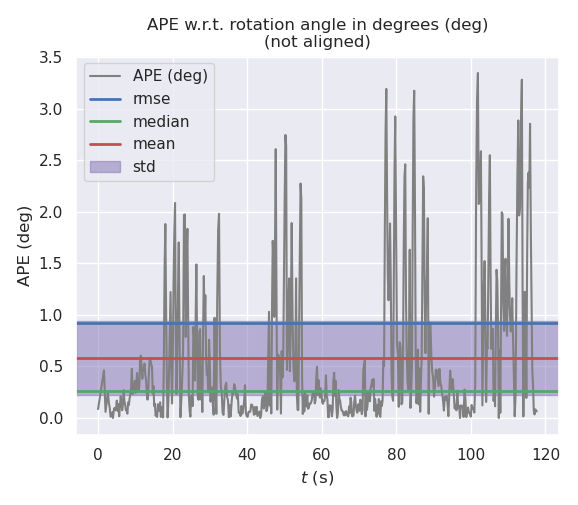 APE w.r.t. rotation angle in degrees (deg)
(not aligned)
APE (deg)
rmse
median
mean
std
APE (deg)
3.5
3.0
2.5
2.0
1.5
1.0
0.5
0.0
0 20 40 60 80 100 120
t (s)